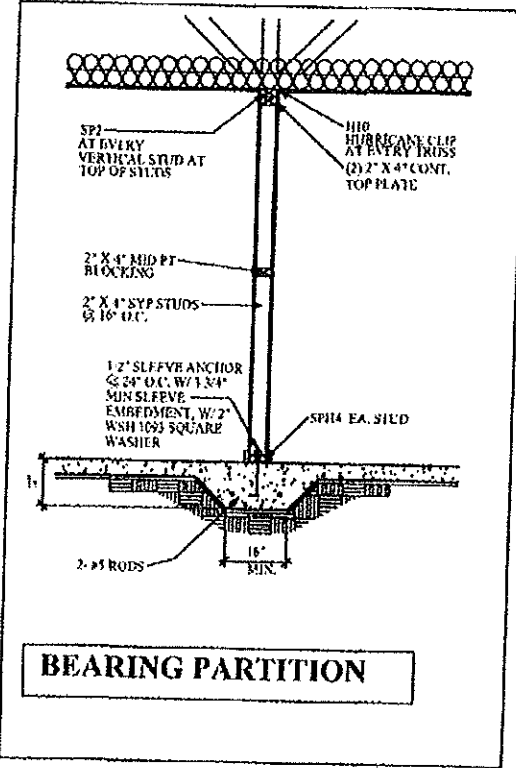 SP2
AT EVERY
VERTICAL STUD AT
TOP OF STUDS
H10
HURRICANE CLIP
AT EVERY TRUSS
(2) 2" X 4" CONT.
TOP PLATE
2" X 4" MID PT
BLOCKING
2" X 4" SYP STUDS
@ 16" O.C.
1/2" SLEEVE ANCHOR
@ 24" O.C. W/ 1 3/4"
MIN SLEEVE
EMBEDMENT, W/ 2"
SQUARE
WASHER
SPH4 EA. STUD
2- #5 RODS
16"
MIN.
BEARING PARTITION